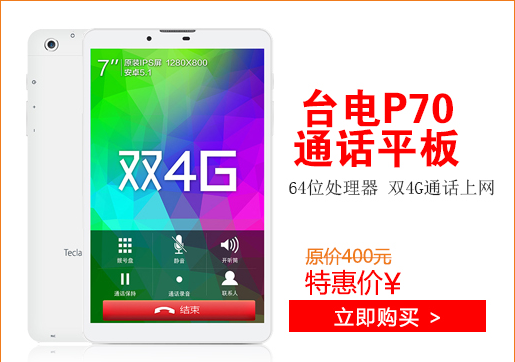 7″ 原装IPS屏 1280X800
安卓5.1
双4G
Tecla
拨号盘 静音 开听筒
通话保持 通话录音 联系人
结束
台电P70
通话平板
64位处理器 双4G通话上网
原价400元
特惠价¥
立即购买 >